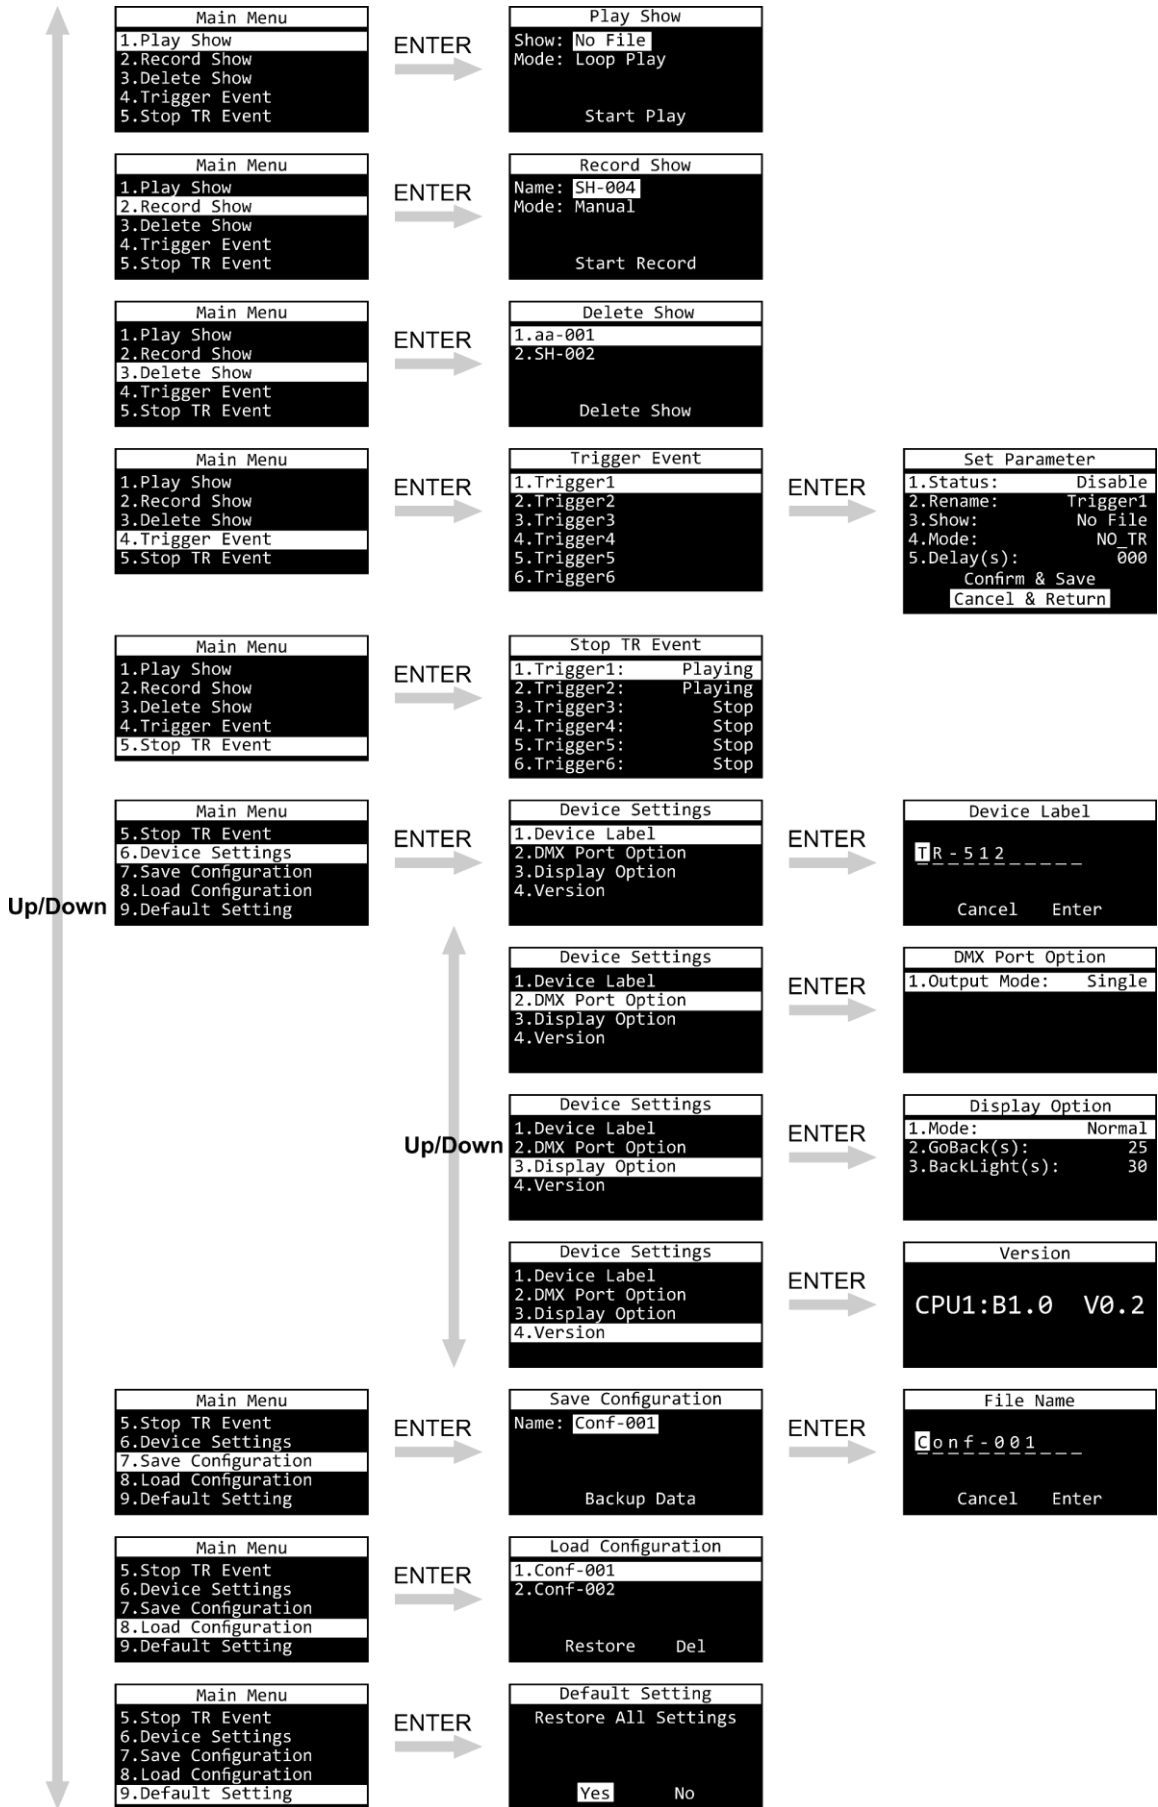 Main Menu
1.Play Show
2.Record Show
3.Delete Show
4.Trigger Event
5.Stop TR Event
ENTER
Play Show
Show: No File
Mode: Loop Play
Start Play
Main Menu
1.Play Show
2.Record Show
3.Delete Show
4.Trigger Event
5.Stop TR Event
ENTER
Record Show
Name: SH-004
Mode: Manual
Start Record
Main Menu
1.Play Show
2.Record Show
3.Delete Show
4.Trigger Event
5.Stop TR Event
ENTER
Delete Show
1.aa-001
2.SH-002
Delete Show
Main Menu
1.Play Show
2.Record Show
3.Delete Show
4.Trigger Event
5.Stop TR Event
ENTER
Trigger Event
1.Trigger1
2.Trigger2
3.Trigger3
4.Trigger4
5.Trigger5
6.Trigger6
ENTER
Set Parameter
1.Status: Disable
2.Rename: Trigger1
3.Show: No File
4.Mode: NO_TR
5.Delay(s): 000
Confirm & Save
Cancel & Return
Main Menu
1.Play Show
2.Record Show
3.Delete Show
4.Trigger Event
5.Stop TR Event
ENTER
Stop TR Event
1.Trigger1: Playing
2.Trigger2: Playing
3.Trigger3: Stop
4.Trigger4: Stop
5.Trigger5: Stop
6.Trigger6: Stop
Up/Down
Main Menu
5.Stop TR Event
6.Device Settings
7.Save Configuration
8.Load Configuration
9.Default Setting
ENTER
Device Settings
1.Device Label
2.DMX Port Option
3.Display Option
4.Version
ENTER
Device Label
TR-512
Cancel Enter
Device Settings
1.Device Label
2.DMX Port Option
3.Display Option
4.Version
ENTER
DMX Port Option
1.Output Mode: Single
Up/Down
Device Settings
1.Device Label
2.DMX Port Option
3.Display Option
4.Version
ENTER
Display Option
1.Mode: Normal
2.GoBack(s): 25
3.BackLight(s): 30
Device Settings
1.Device Label
2.DMX Port Option
3.Display Option
4.Version
ENTER
Version
CPU1:B1.0 V0.2
Main Menu
5.Stop TR Event
6.Device Settings
7.Save Configuration
8.Load Configuration
9.Default Setting
ENTER
Save Configuration
Name: Conf-001
Backup Data
ENTER
File Name
Conf-001
Cancel Enter
Main Menu
5.Stop TR Event
6.Device Settings
7.Save Configuration
8.Load Configuration
9.Default Setting
ENTER
Load Configuration
1.Conf-001
2.Conf-002
Restore Del
Main Menu
5.Stop TR Event
6.Device Settings
7.Save Configuration
8.Load Configuration
9.Default Setting
ENTER
Default Setting
Restore All Settings
Yes No